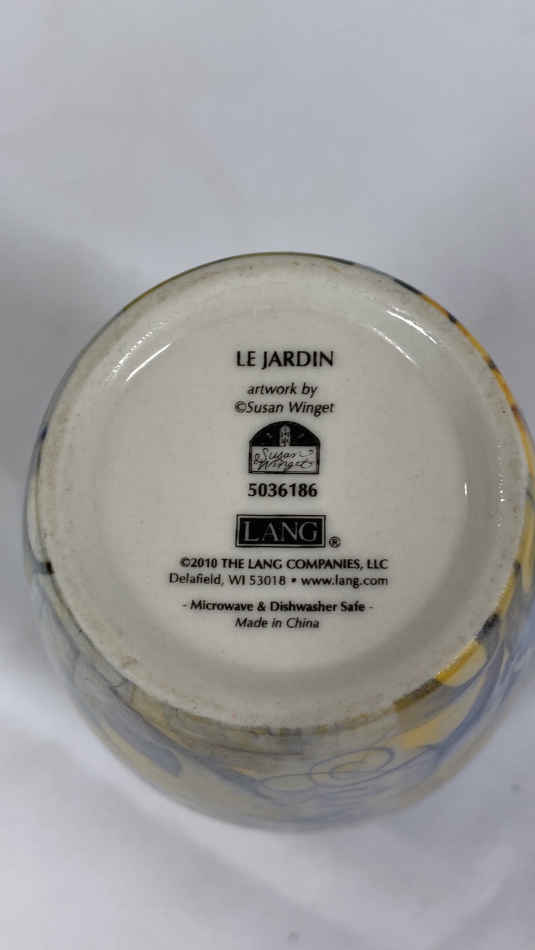 LE JARDIN
artwork by
©Susan Winget
Susan
Winget
5036186
LANG®
©2010 THE LANG COMPANIES, LLC
Delafield, WI 53018 • www.lang.com
- Microwave & Dishwasher Safe -
Made in China